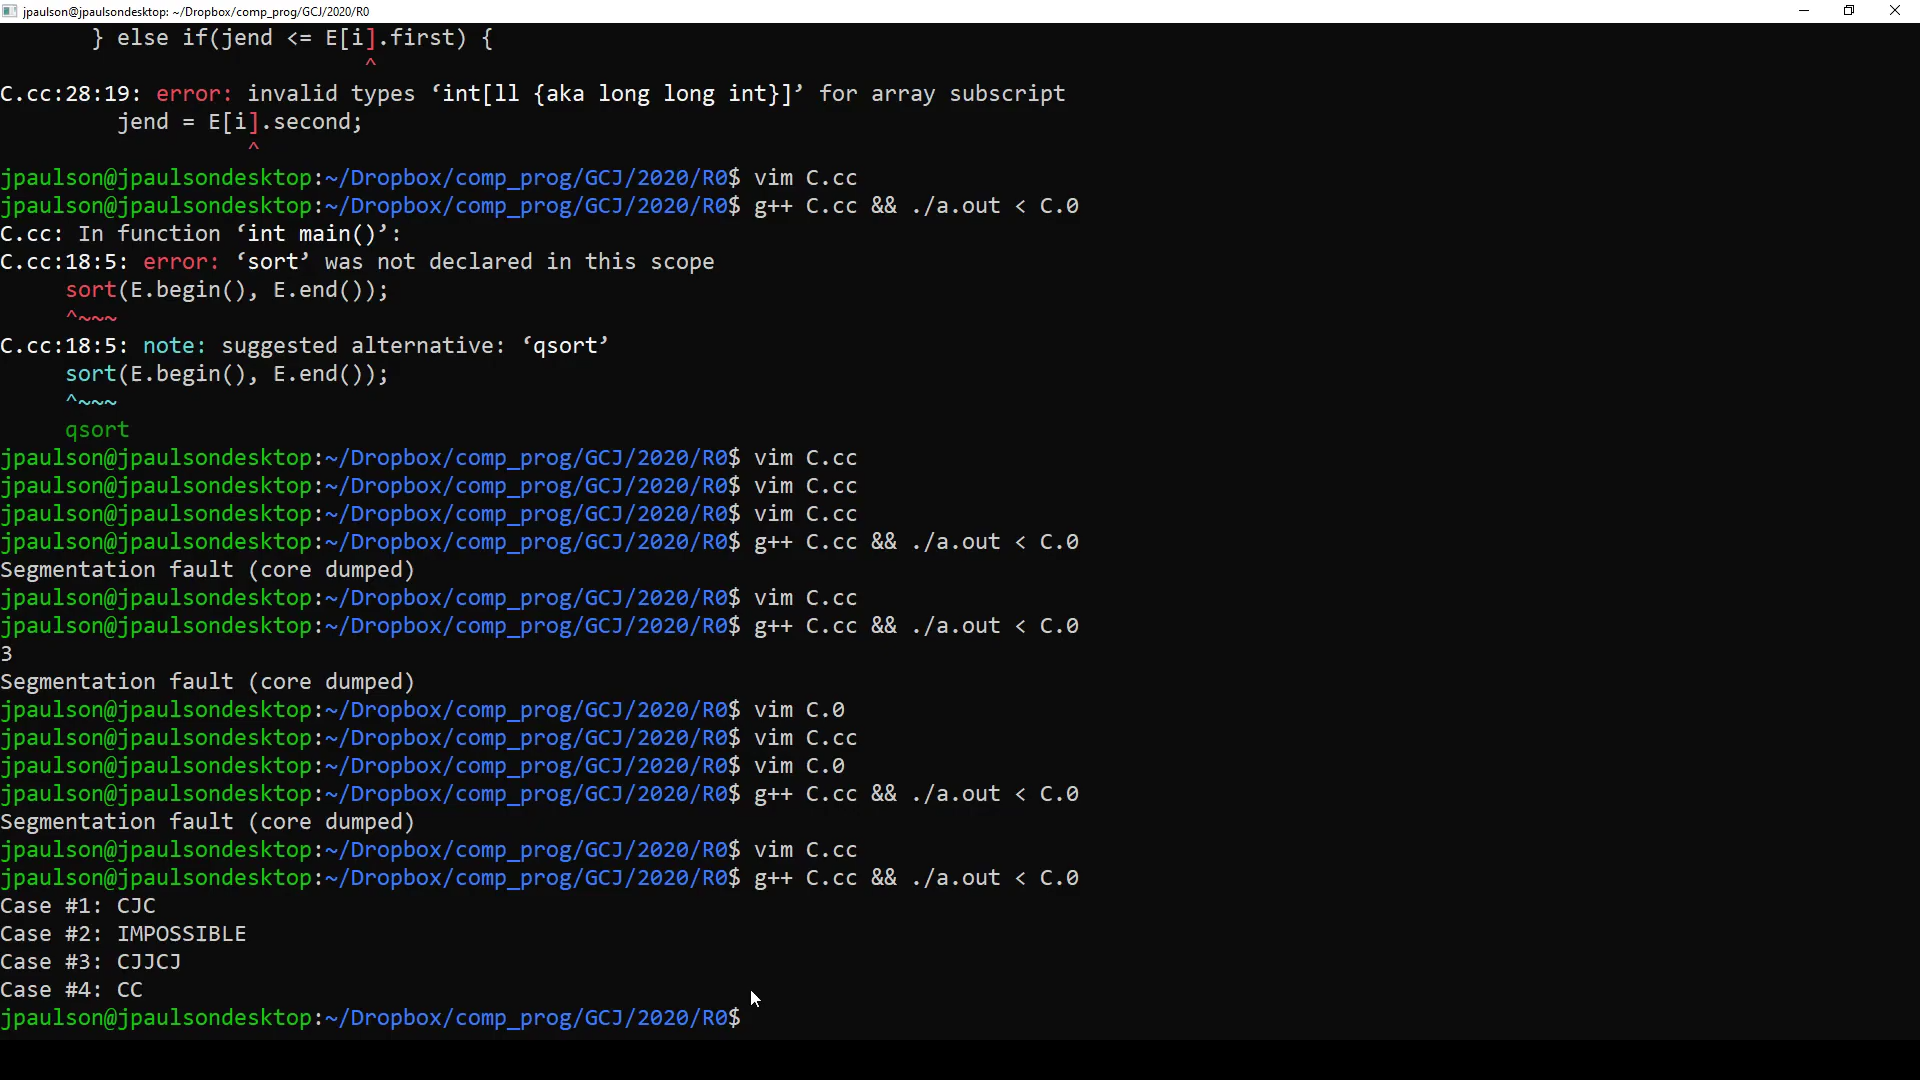 jpaulson@jpaulsondesktop: ~/Dropbox/comp_prog/GCJ/2020/R0
} else if(jend <= E[i].first) {
^
C.cc:28:19: error: invalid types ‘int[ll {aka long long int}]’ for array subscript
jend = E[i].second;
^
jpaulson@jpaulsondesktop:~/Dropbox/comp_prog/GCJ/2020/R0$ vim C.cc
jpaulson@jpaulsondesktop:~/Dropbox/comp_prog/GCJ/2020/R0$ g++ C.cc && ./a.out < C.0
C.cc: In function ‘int main()’:
C.cc:18:5: error: ‘sort’ was not declared in this scope
sort(E.begin(), E.end());
^~~~
C.cc:18:5: note: suggested alternative: ‘qsort’
sort(E.begin(), E.end());
^~~~
qsort
jpaulson@jpaulsondesktop:~/Dropbox/comp_prog/GCJ/2020/R0$ vim C.cc
jpaulson@jpaulsondesktop:~/Dropbox/comp_prog/GCJ/2020/R0$ vim C.cc
jpaulson@jpaulsondesktop:~/Dropbox/comp_prog/GCJ/2020/R0$ vim C.cc
jpaulson@jpaulsondesktop:~/Dropbox/comp_prog/GCJ/2020/R0$ g++ C.cc && ./a.out < C.0
Segmentation fault (core dumped)
jpaulson@jpaulsondesktop:~/Dropbox/comp_prog/GCJ/2020/R0$ vim C.cc
jpaulson@jpaulsondesktop:~/Dropbox/comp_prog/GCJ/2020/R0$ g++ C.cc && ./a.out < C.0
3
Segmentation fault (core dumped)
jpaulson@jpaulsondesktop:~/Dropbox/comp_prog/GCJ/2020/R0$ vim C.0
jpaulson@jpaulsondesktop:~/Dropbox/comp_prog/GCJ/2020/R0$ vim C.cc
jpaulson@jpaulsondesktop:~/Dropbox/comp_prog/GCJ/2020/R0$ vim C.0
jpaulson@jpaulsondesktop:~/Dropbox/comp_prog/GCJ/2020/R0$ g++ C.cc && ./a.out < C.0
Segmentation fault (core dumped)
jpaulson@jpaulsondesktop:~/Dropbox/comp_prog/GCJ/2020/R0$ vim C.cc
jpaulson@jpaulsondesktop:~/Dropbox/comp_prog/GCJ/2020/R0$ g++ C.cc && ./a.out < C.0
Case #1: CJC
Case #2: IMPOSSIBLE
Case #3: CJJCJ
Case #4: CC
jpaulson@jpaulsondesktop:~/Dropbox/comp_prog/GCJ/2020/R0$